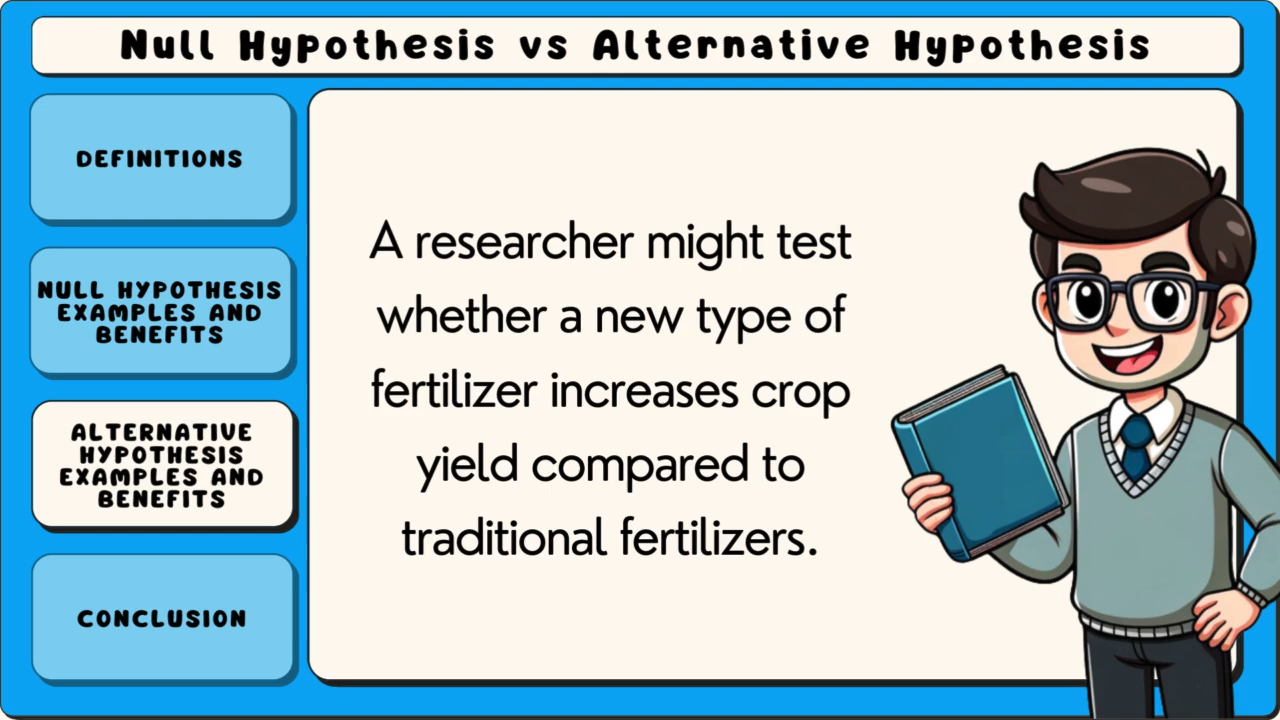 Null Hypothesis vs Alternative Hypothesis
DEFINITIONS
NULL HYPOTHESIS
EXAMPLES AND
BENEFITS
ALTERNATIVE
HYPOTHESIS
EXAMPLES AND
BENEFITS
CONCLUSION
A researcher might test
whether a new type of
fertilizer increases crop
yield compared to
traditional fertilizers.